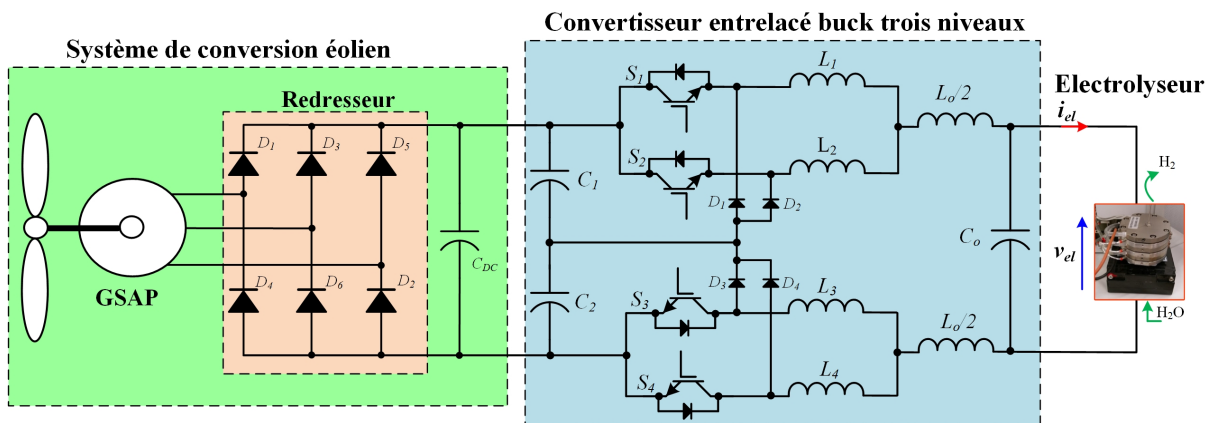 Système de conversion éolien
Convertisseur entrelacé buck trois niveaux
Redresseur
Electrolyseur
D1
D3
D5
D4
D6
D2
GSAP
CDC
C1
C2
S1
S2
S3
S4
D1
D2
D3
D4
L1
L2
L3
L4
Lo/2
Lo/2
Co
iel
vel
H2
H2O